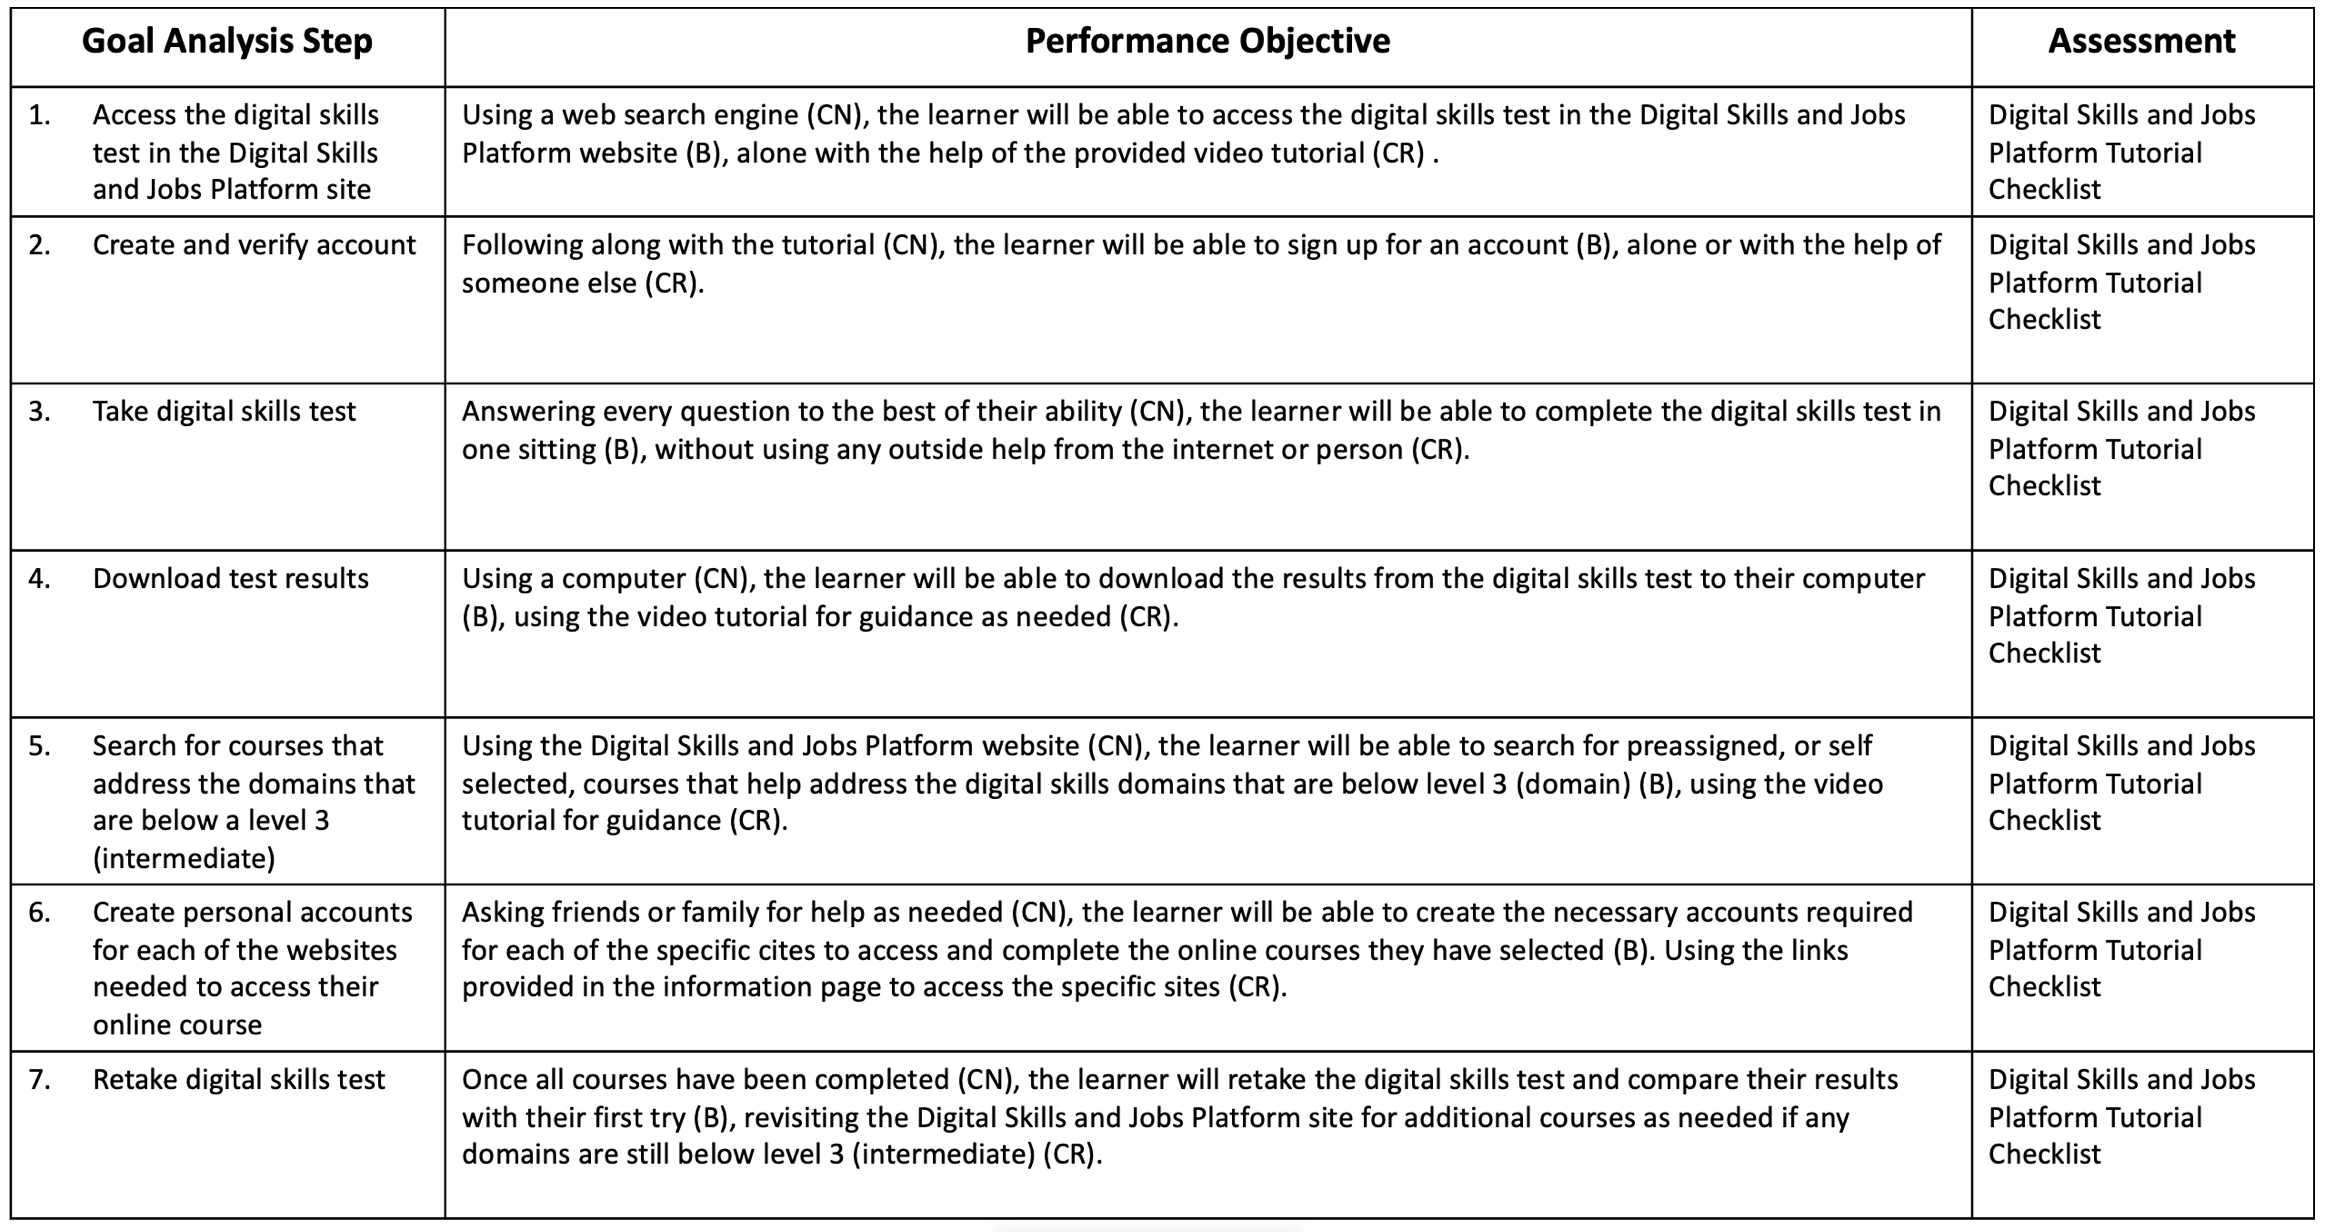 Goal Analysis Step
Performance Objective
Assessment
1. Access the digital skills
test in the Digital Skills
and Jobs Platform site
Using a web search engine (CN), the learner will be able to access the digital skills test in the Digital Skills and Jobs
Platform website (B), alone with the help of the provided video tutorial (CR) .
Digital Skills and Jobs
Platform Tutorial
Checklist
2. Create and verify account
Following along with the tutorial (CN), the learner will be able to sign up for an account (B), alone or with the help of
someone else (CR).
Digital Skills and Jobs
Platform Tutorial
Checklist
3. Take digital skills test
Answering every question to the best of their ability (CN), the learner will be able to complete the digital skills test in
one sitting (B), without using any outside help from the internet or person (CR).
Digital Skills and Jobs
Platform Tutorial
Checklist
4. Download test results
Using a computer (CN), the learner will be able to download the results from the digital skills test to their computer
(B), using the video tutorial for guidance as needed (CR).
Digital Skills and Jobs
Platform Tutorial
Checklist
5. Search for courses that
address the domains that
are below a level 3
(intermediate)
Using the Digital Skills and Jobs Platform website (CN), the learner will be able to search for preassigned, or self
selected, courses that help address the digital skills domains that are below level 3 (domain) (B), using the video
tutorial for guidance (CR).
Digital Skills and Jobs
Platform Tutorial
Checklist
6. Create personal accounts
for each of the websites
needed to access their
online course
Asking friends or family for help as needed (CN), the learner will be able to create the necessary accounts required
for each of the specific cites to access and complete the online courses they have selected (B). Using the links
provided in the information page to access the specific sites (CR).
Digital Skills and Jobs
Platform Tutorial
Checklist
7. Retake digital skills test
Once all courses have been completed (CN), the learner will retake the digital skills test and compare their results
with their first try (B), revisiting the Digital Skills and Jobs Platform site for additional courses as needed if any
domains are still below level 3 (intermediate) (CR).
Digital Skills and Jobs
Platform Tutorial
Checklist